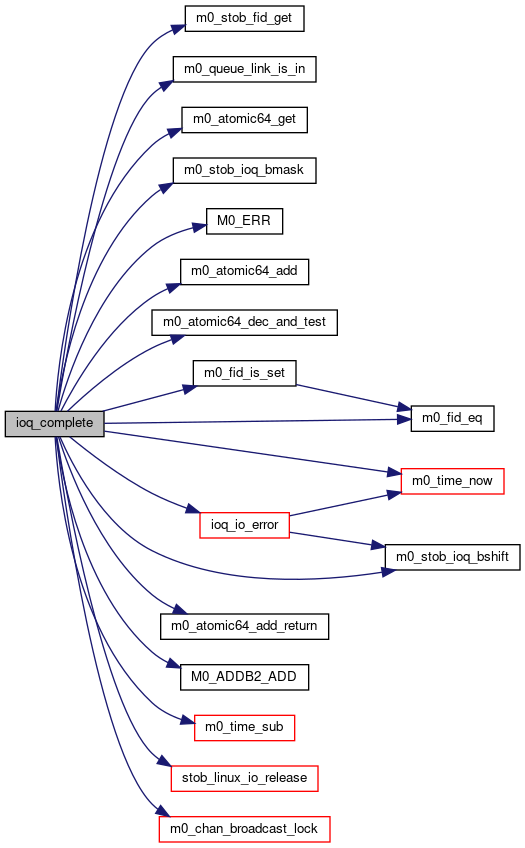 m0_stob_fid_get
m0_queue_link_is_in
m0_atomic64_get
m0_stob_ioq_bmask
M0_ERR
m0_atomic64_add
m0_atomic64_dec_and_test
m0_fid_is_set
ioq_complete
m0_fid_eq
m0_time_now
ioq_io_error
m0_stob_ioq_bshift
m0_atomic64_add_return
M0_ADDB2_ADD
m0_time_sub
stob_linux_io_release
m0_chan_broadcast_lock